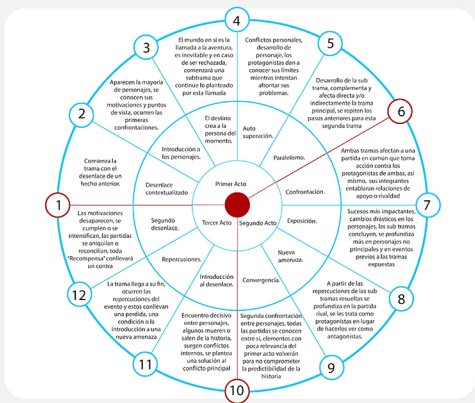 4
El mundo en sí es la
llamada a la aventura,
es inevitable y en caso
de ser rechazada,
comenzará una
subtrama que
continue lo planteado
por esta llamada
Conflictos personales,
desarrollo de
personaje, los
protagonistas dan a
conocer sus límites
mientras intentan
afrontar sus
problemas.
3
5
Aparecen la mayoría
de personajes, se
conocen sus
motivaciones y puntos
de vista, ocurren las
primeras
confrontaciones.
Desarrollo de la sub
trama, complementa y
afecta directa y/o
indirectamente la trama
principal, se repiten los
pasos anteriores para esta
segunda trama
2
6
El destino
crea a la
persona del
momento.
Auto
superación.
Comienza la
trama con el
desenlace de un
hecho anterior.
Introducción a
los personajes.
Paralelismo.
Ambas tramas afectan a una
partida en común que toma
acción contra los
protagonistas de ambas, así
mismo, sus integrantes
entablaran relaciones de
apoyo o rivalidad
Desenlace
contextualizado
Primer Acto
Confrontación.
1
7
Las motivaciones
desaparecen, se
cumplen o se
intensifican, las partidas
se aniquilan o
reconcilian, toda
"Recompensa" conllevará
un contra
Segundo
desenlace.
Tercer Acto
Segundo Acto
Exposición.
Sucesos más impactantes,
cambios drásticos en los
personajes, las sub tramas
concluyen, se profundiza
más en personajes no
principales y en eventos
previos a las tramas
expuestas
Repercusiones.
Nueva
amenaza.
12
8
La trama llega a su fin,
ocurren las
repercusiones del
evento y estos conllevan
una perdida, una
condición o la
introducción a una
nueva amenaza
Introducción
al desenlace.
Convergencia.
A partir de las
repercusiones de las sub
tramas resueltas se
profundiza en la partida
rival, se les trata como
protagonistas en lugar
de hacerlos ver como
antagonistas.
Encuentro decisivo
entre personajes,
algunos mueren o
salen de la historia,
surgen conflictos
internos, se plantea
una solución al
conflicto principal
Segunda confrontación
entre personajes, todas
las partidas se conocen
entre sí, elementos con
poca relevancia del
primer acto volverán
para no comprometer
la predictibilidad de la
historia
11
9
10